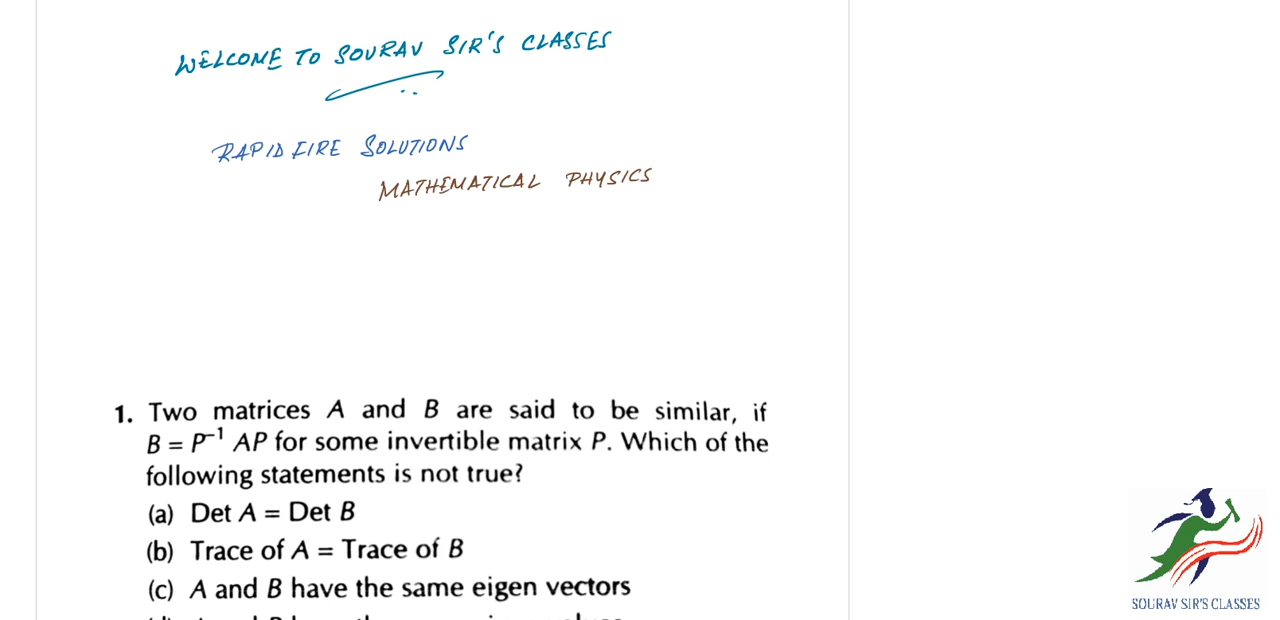 WELCOME TO SOURAV SIR'S CLASSES
RAPID FIRE SOLUTIONS
MATHEMATICAL PHYSICS
1. Two matrices A and B are said to be similar, if
B = P⁻¹ AP for some invertible matrix P. Which of the
following statements is not true?
(a) Det A = Det B
(b) Trace of A = Trace of B
(c) A and B have the same eigen vectors
SOURAV SIR'S CLASSES